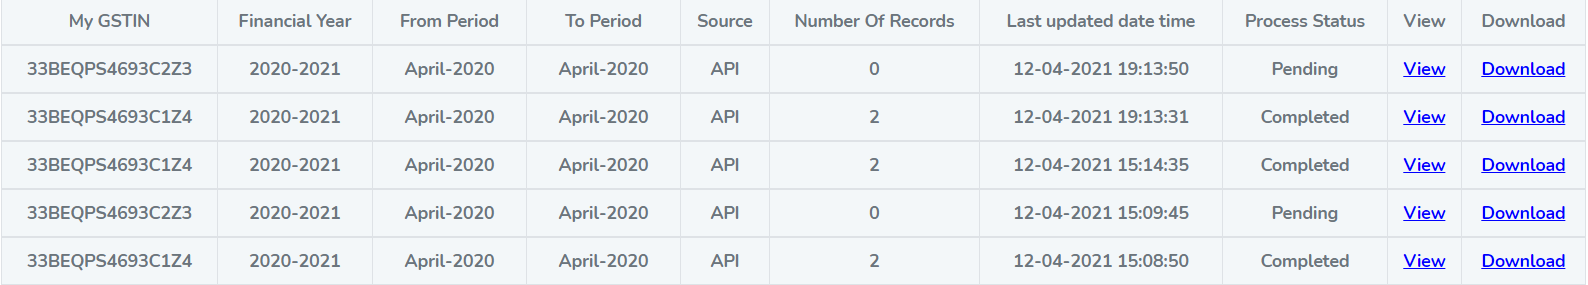 My GSTIN Financial Year From Period To Period Source Number Of Records Last updated date time Process Status View Download
33BEQPS4693C2Z3 2020-2021 April-2020 April-2020 API 0 12-04-2021 19:13:50 Pending View Download
33BEQPS4693C1Z4 2020-2021 April-2020 April-2020 API 2 12-04-2021 19:13:31 Completed View Download
33BEQPS4693C1Z4 2020-2021 April-2020 April-2020 API 2 12-04-2021 15:14:35 Completed View Download
33BEQPS4693C2Z3 2020-2021 April-2020 April-2020 API 0 12-04-2021 15:09:45 Pending View Download
33BEQPS4693C1Z4 2020-2021 April-2020 April-2020 API 2 12-04-2021 15:08:50 Completed View Download